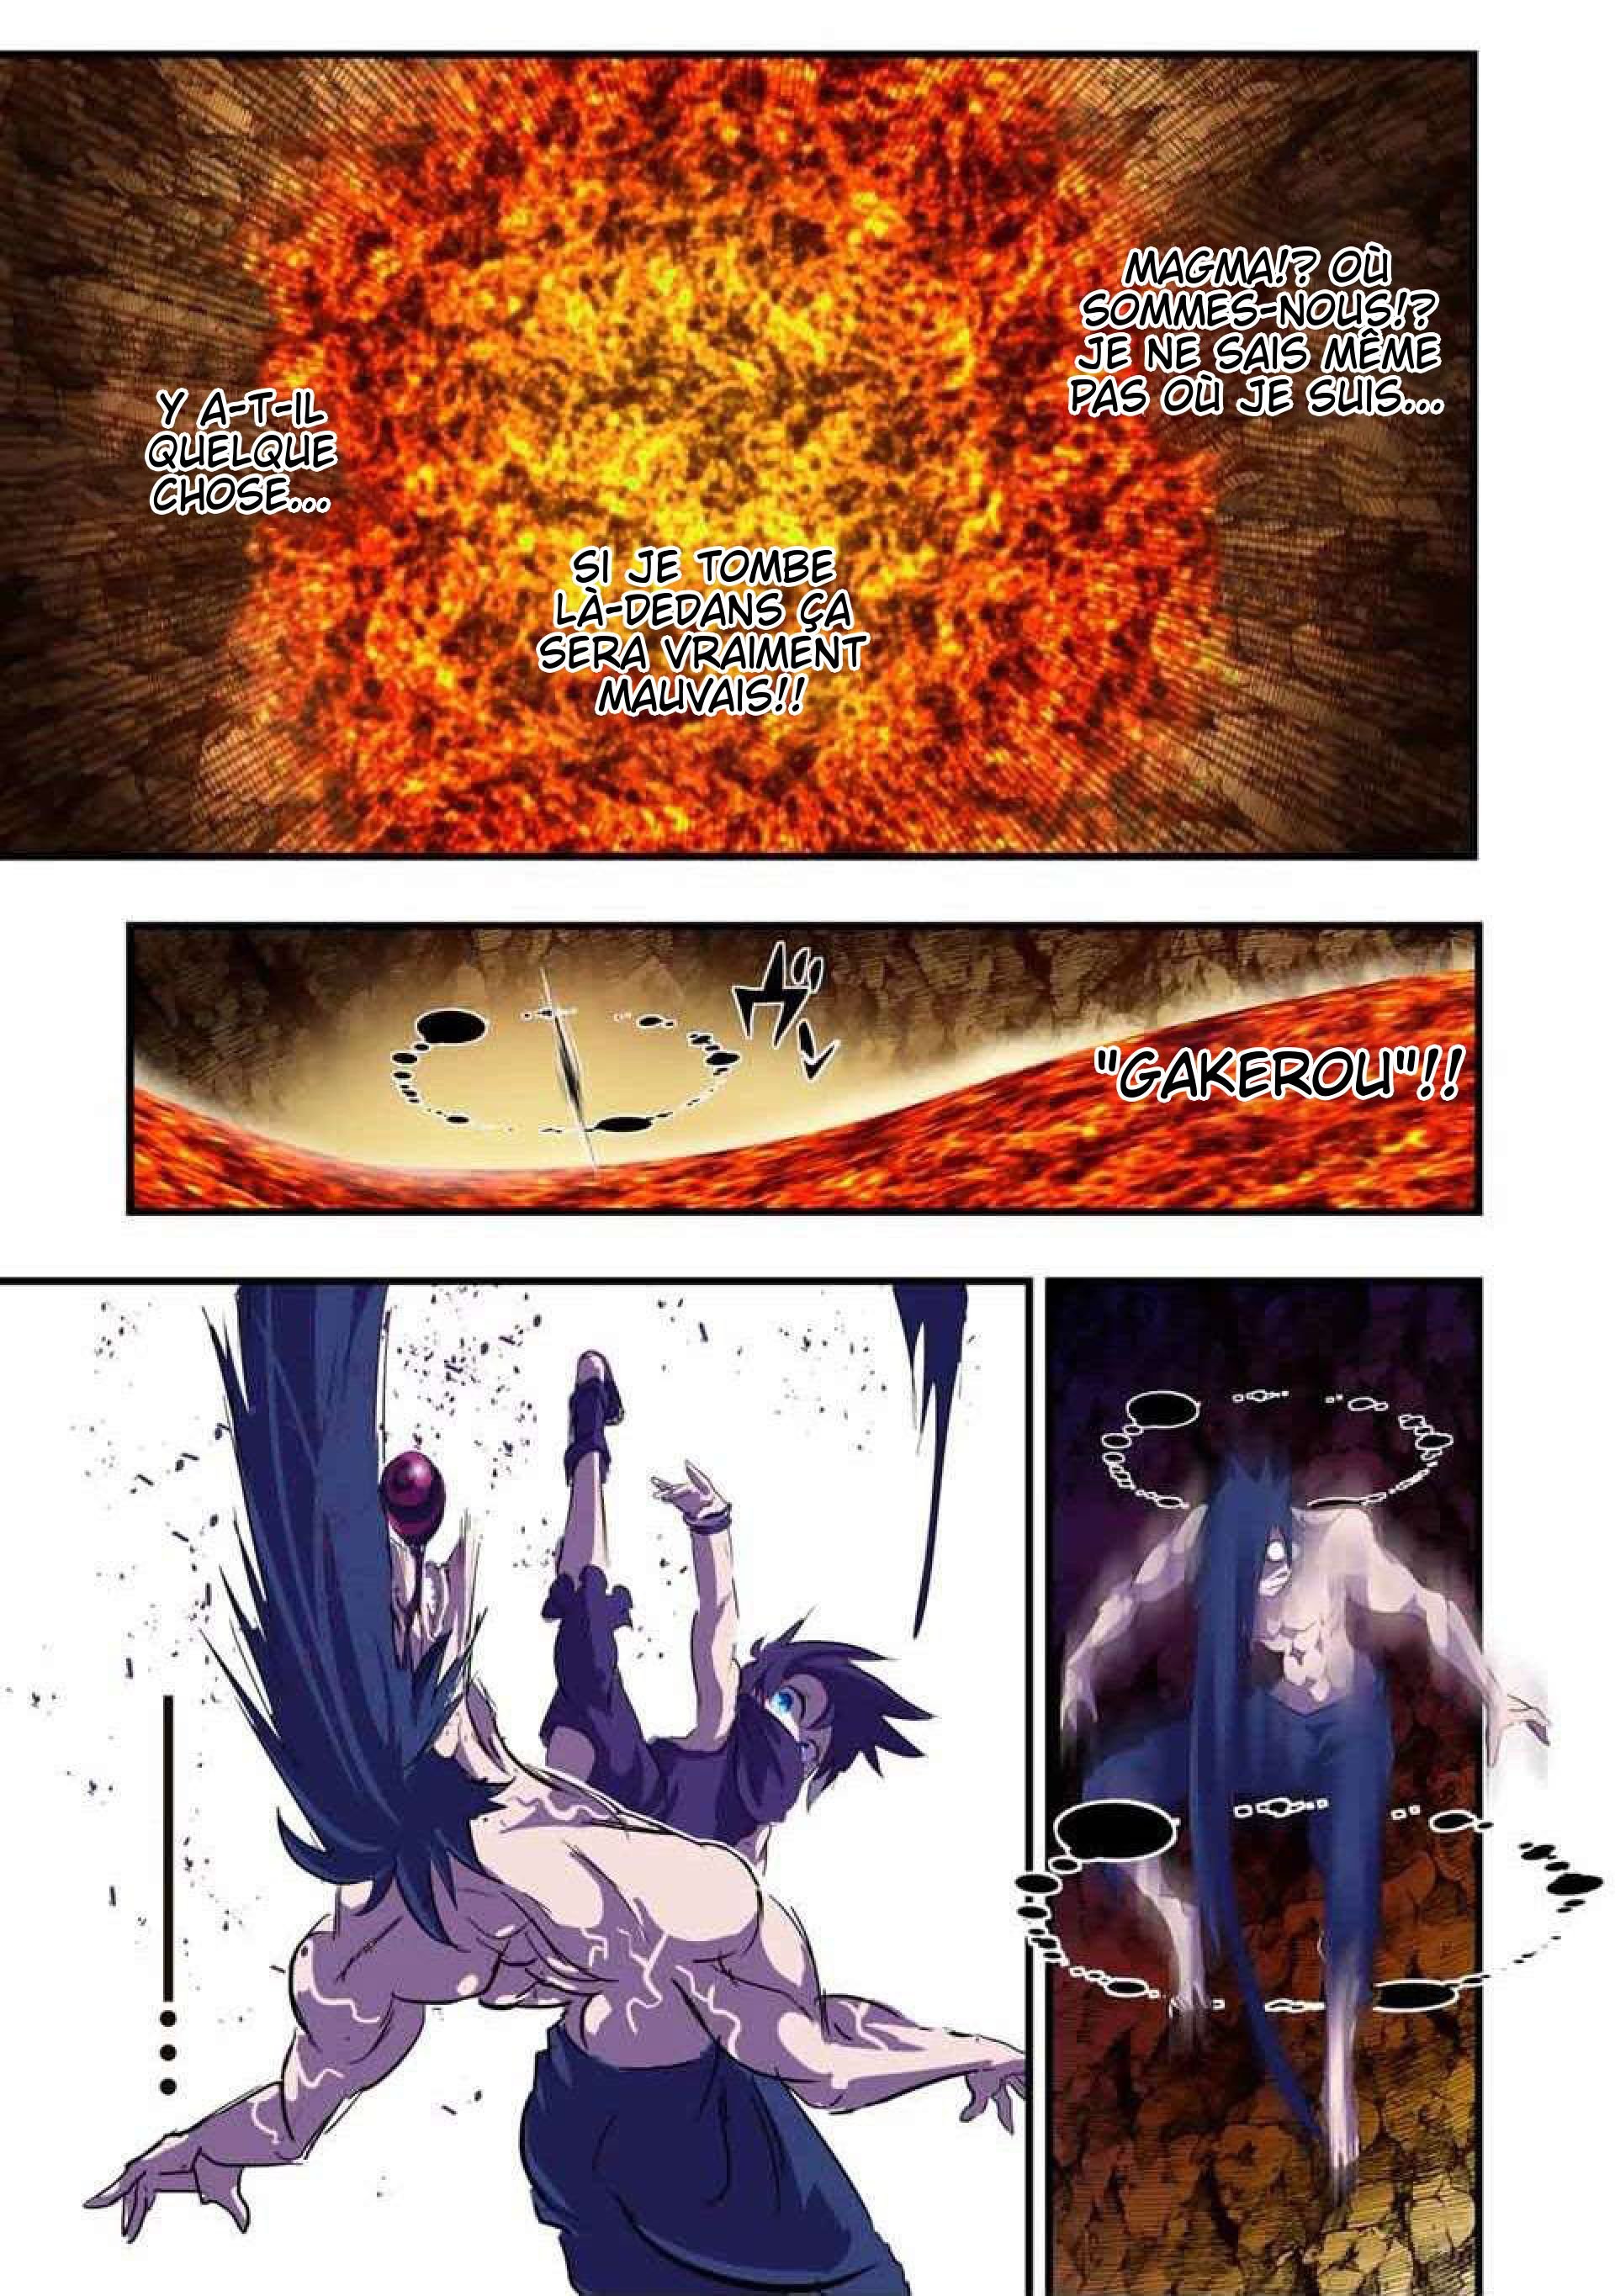 MAGMA!? OÙ
SOMMES-NOUS!?
JE NE SAIS MÊME
PAS OÙ JE SUIS...
SI JE TOMBE
LÀ-DEDANS ÇA
SERA VRAIMENT
MAUVAIS!!
Y A-T-IL
QUELQUE
CHOSE...
"GAKEROU"!!